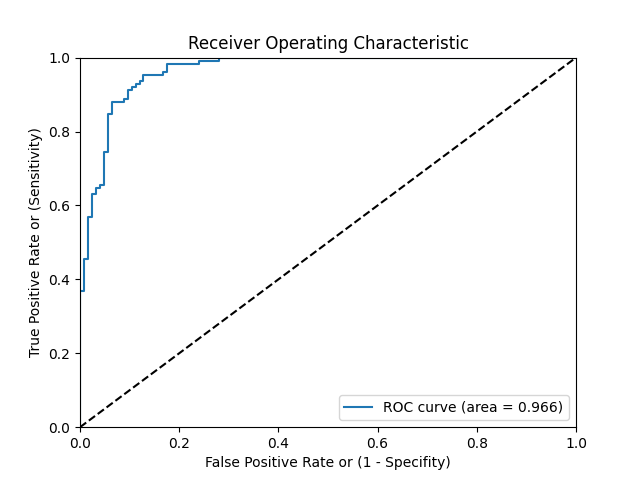 Receiver Operating Characteristic
1.0
0.8
0.6
0.4
0.2
0.0
True Positive Rate or (Sensitivity)
ROC curve (area = 0.966)
0.0 0.2 0.4 0.6 0.8 1.0
False Positive Rate or (1 - Specifity)